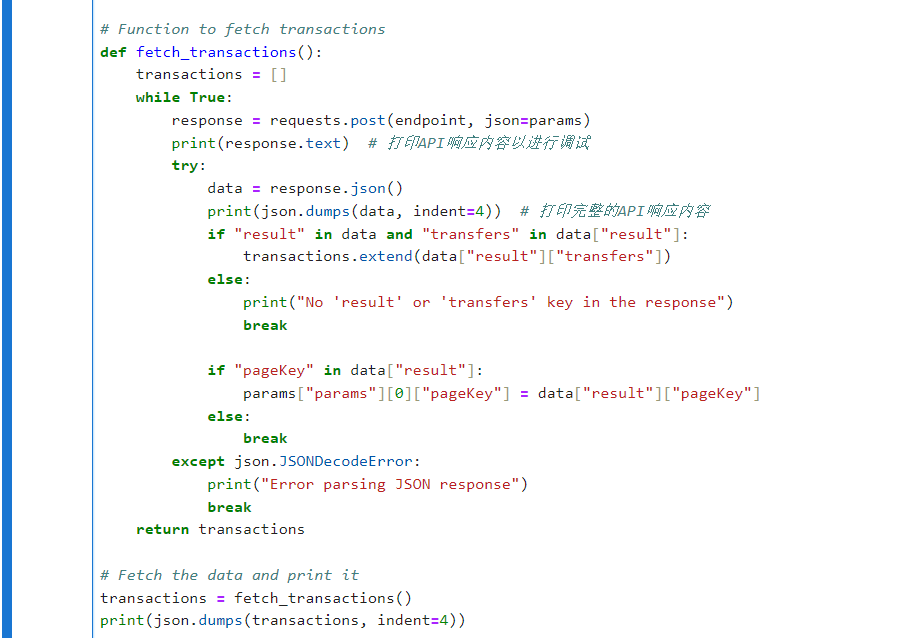 # Function to fetch transactions
def fetch_transactions():
    transactions = []
    while True:
        response = requests.post(endpoint, json=params)
        print(response.text)  # 打印API响应内容以进行调试
        try:
            data = response.json()
            print(json.dumps(data, indent=4))  # 打印完整的API响应内容
            if "result" in data and "transfers" in data["result"]:
                transactions.extend(data["result"]["transfers"])
            else:
                print("No 'result' or 'transfers' key in the response")
                break

            if "pageKey" in data["result"]:
                params["params"][0]["pageKey"] = data["result"]["pageKey"]
            else:
                break
        except json.JSONDecodeError:
            print("Error parsing JSON response")
            break
    return transactions

# Fetch the data and print it
transactions = fetch_transactions()
print(json.dumps(transactions, indent=4))